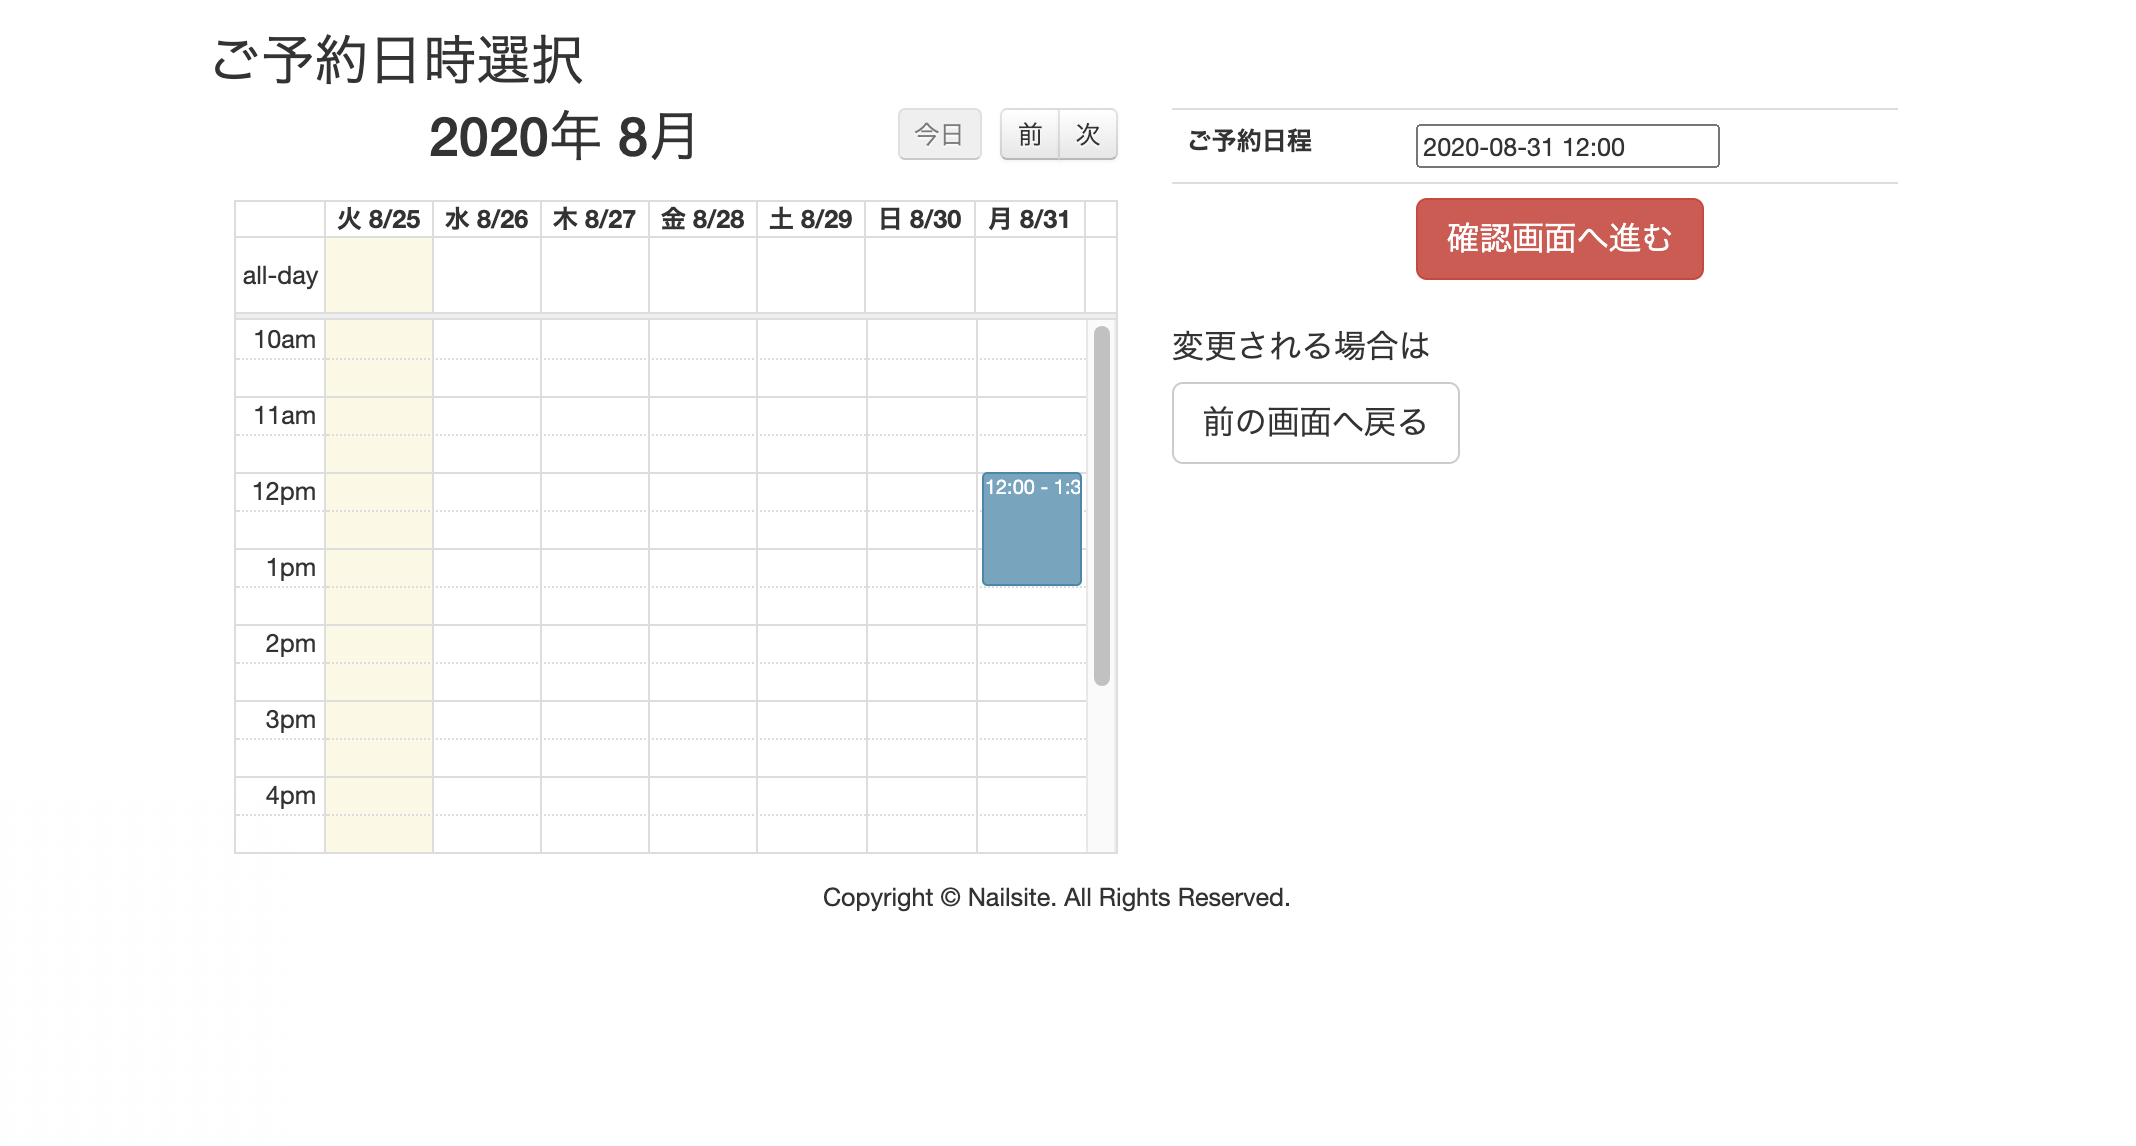 ご予約日時選択
2020年 8月
今日 前 次
火 8/25 水 8/26 木 8/27 金 8/28 土 8/29 日 8/30 月 8/31
all-day
10am
11am
12pm
12:00 - 1:3
1pm
2pm
3pm
4pm
ご予約日程 2020-08-31 12:00
確認画面へ進む
変更される場合は
前の画面へ戻る
Copyright © Nailsite. All Rights Reserved.